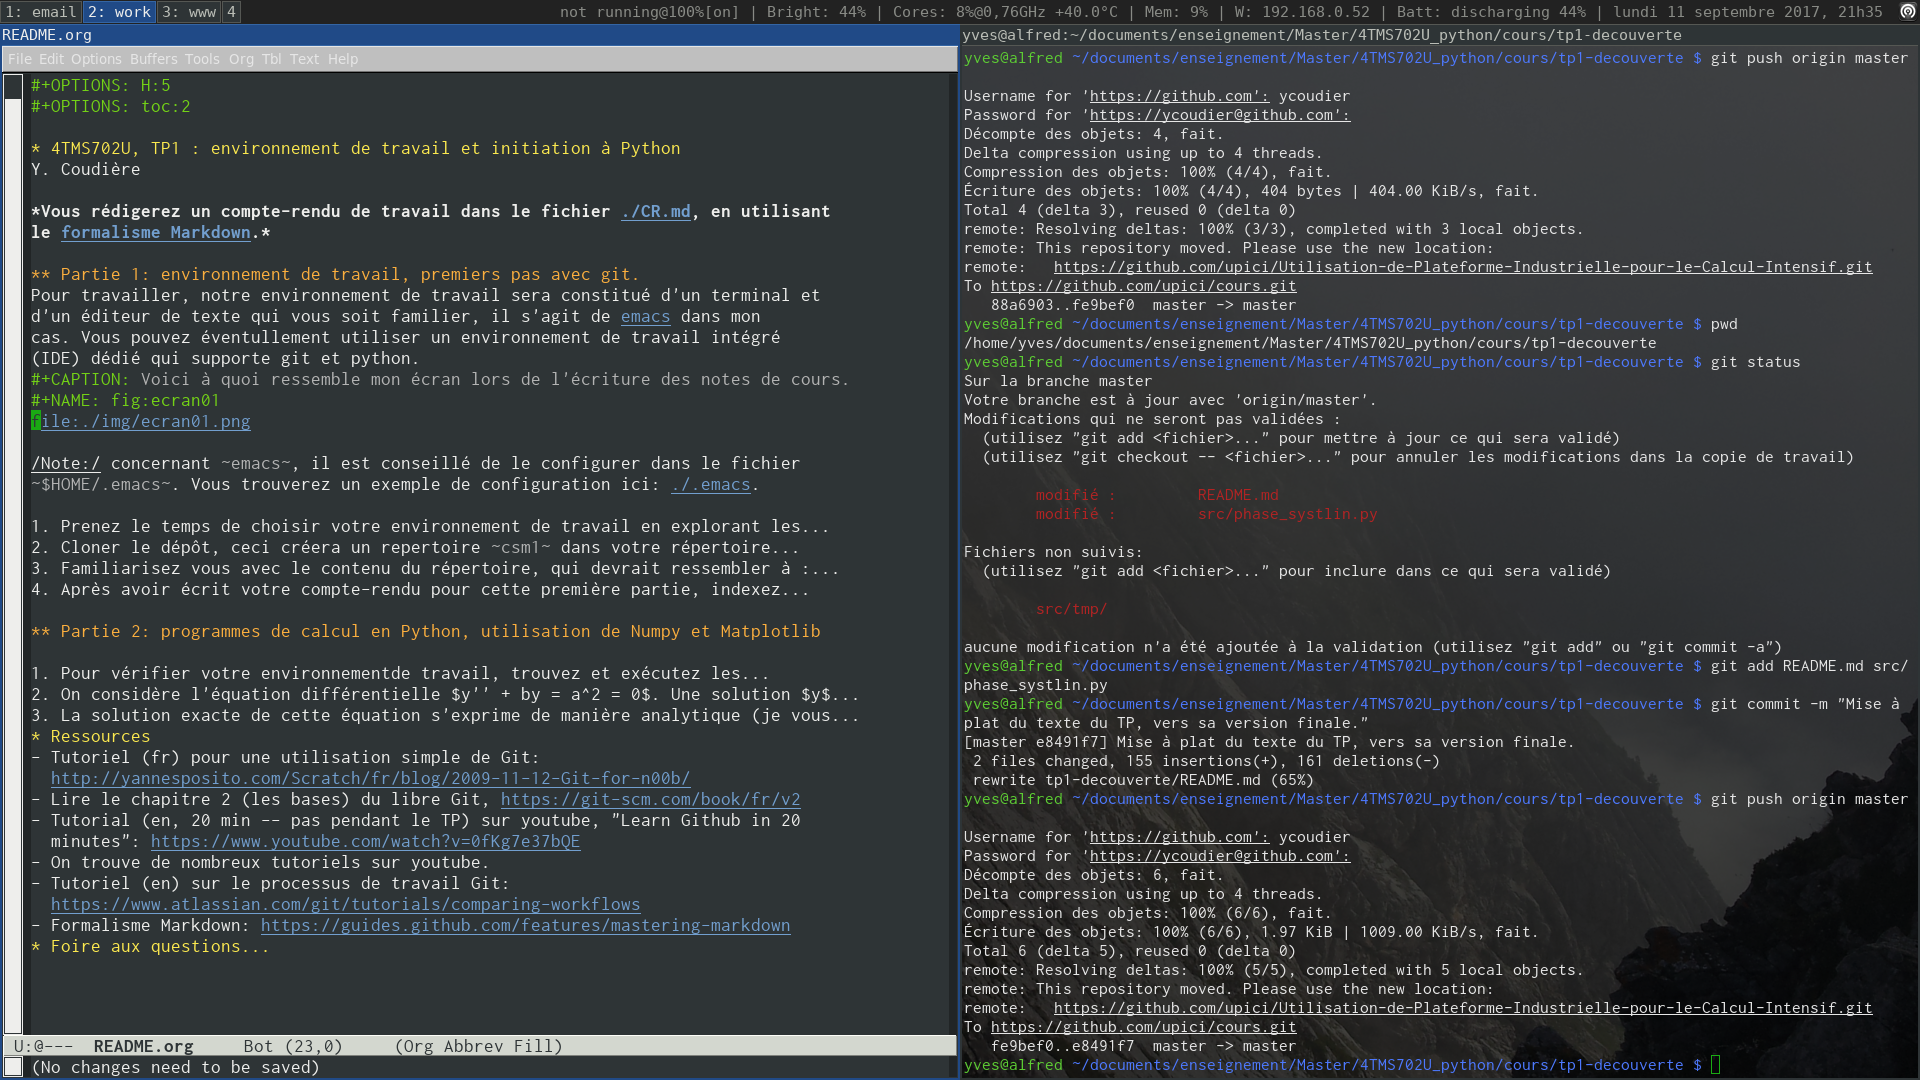 1: email 2: work 3: www 4
not running@100%[on] | Bright: 44% | Cores: 8%@0,76GHz +40.0°C | Mem: 9% | W: 192.168.0.52 | Batt: discharging 44% | lundi 11 septembre 2017, 21h35
README.org
File Edit Options Buffers Tools Org Tbl Text Help
#+OPTIONS: H:5
#+OPTIONS: toc:2
* 4TMS702U, TP1 : environnement de travail et initiation à Python
Y. Coudière
*Vous rédigerez un compte-rendu de travail dans le fichier ./CR.md, en utilisant
le formalisme Markdown.*
** Partie 1: environnement de travail, premiers pas avec git.
Pour travailler, notre environnement de travail sera constitué d'un terminal et
d'un éditeur de texte qui vous soit familier, il s'agit de emacs dans mon
cas. Vous pouvez éventullement utiliser un environnement de travail intégré
(IDE) dédié qui supporte git et python.
#+CAPTION: Voici à quoi ressemble mon écran lors de l'écriture des notes de cours.
#+NAME: fig:ecran01
file:./img/ecran01.png
/Note:/ concernant ~emacs~, il est conseillé de le configurer dans le fichier
~$HOME/.emacs~. Vous trouverez un exemple de configuration ici: ./.emacs.
1. Prenez le temps de choisir votre environnement de travail en explorant les...
2. Cloner le dépôt, ceci créera un repertoire ~csm1~ dans votre répertoire...
3. Familiarisez vous avec le contenu du répertoire, qui devrait ressembler à :...
4. Après avoir écrit votre compte-rendu pour cette première partie, indexez...
** Partie 2: programmes de calcul en Python, utilisation de Numpy et Matplotlib
1. Pour vérifier votre environnementde travail, trouvez et exécutez les...
2. On considère l'équation différentielle $y'' + by = a^2 = 0$. Une solution $y$...
3. La solution exacte de cette équation s'exprime de manière analytique (je vous...
* Ressources
- Tutoriel (fr) pour une utilisation simple de Git:
http://yannesposito.com/Scratch/fr/blog/2009-11-12-Git-for-n00b/
- Lire le chapitre 2 (les bases) du libre Git, https://git-scm.com/book/fr/v2
- Tutorial (en, 20 min -- pas pendant le TP) sur youtube, "Learn Github in 20
minutes": https://www.youtube.com/watch?v=0fKg7e37bQE
- On trouve de nombreux tutoriels sur youtube.
- Tutoriel (en) sur le processus de travail Git:
https://www.atlassian.com/git/tutorials/comparing-workflows
- Formalisme Markdown: https://guides.github.com/features/mastering-markdown
* Foire aux questions...
U:@--- README.org Bot (23,0) (Org Abbrev Fill)
(No changes need to be saved)
yves@alfred:~/documents/enseignement/Master/4TMS702U_python/cours/tp1-decouverte
yves@alfred ~/documents/enseignement/Master/4TMS702U_python/cours/tp1-decouverte $ git push origin master
Username for 'https://github.com': ycoudier
Password for 'https://ycoudier@github.com':
Décompte des objets: 4, fait.
Delta compression using up to 4 threads.
Compression des objets: 100% (4/4), fait.
Écriture des objets: 100% (4/4), 404 bytes | 404.00 KiB/s, fait.
Total 4 (delta 3), reused 0 (delta 0)
remote: Resolving deltas: 100% (3/3), completed with 3 local objects.
remote: This repository moved. Please use the new location:
remote: https://github.com/upici/Utilisation-de-Plateforme-Industrielle-pour-le-Calcul-Intensif.git
To https://github.com/upici/cours.git
88a6903..fe9bef0 master -> master
yves@alfred ~/documents/enseignement/Master/4TMS702U_python/cours/tp1-decouverte $ pwd
/home/yves/documents/enseignement/Master/4TMS702U_python/cours/tp1-decouverte
yves@alfred ~/documents/enseignement/Master/4TMS702U_python/cours/tp1-decouverte $ git status
Sur la branche master
Votre branche est à jour avec 'origin/master'.
Modifications qui ne seront pas validées :
(utilisez "git add <fichier>..." pour mettre à jour ce qui sera validé)
(utilisez "git checkout -- <fichier>..." pour annuler les modifications dans la copie de travail)
modifié : README.md
modifié : src/phase_systlin.py
Fichiers non suivis:
(utilisez "git add <fichier>..." pour inclure dans ce qui sera validé)
src/tmp/
aucune modification n'a été ajoutée à la validation (utilisez "git add" ou "git commit -a")
yves@alfred ~/documents/enseignement/Master/4TMS702U_python/cours/tp1-decouverte $ git add README.md src/
phase_systlin.py
yves@alfred ~/documents/enseignement/Master/4TMS702U_python/cours/tp1-decouverte $ git commit -m "Mise à
plat du texte du TP, vers sa version finale."
[master e8491f7] Mise à plat du texte du TP, vers sa version finale.
2 files changed, 155 insertions(+), 161 deletions(-)
rewrite tp1-decouverte/README.md (65%)
yves@alfred ~/documents/enseignement/Master/4TMS702U_python/cours/tp1-decouverte $ git push origin master
Username for 'https://github.com': ycoudier
Password for 'https://ycoudier@github.com':
Décompte des objets: 6, fait.
Delta compression using up to 4 threads.
Compression des objets: 100% (6/6), fait.
Écriture des objets: 100% (6/6), 1.97 KiB | 1009.00 KiB/s, fait.
Total 6 (delta 5), reused 0 (delta 0)
remote: Resolving deltas: 100% (5/5), completed with 5 local objects.
remote: This repository moved. Please use the new location:
remote: https://github.com/upici/Utilisation-de-Plateforme-Industrielle-pour-le-Calcul-Intensif.git
To https://github.com/upici/cours.git
fe9bef0..e8491f7 master -> master
yves@alfred ~/documents/enseignement/Master/4TMS702U_python/cours/tp1-decouverte $